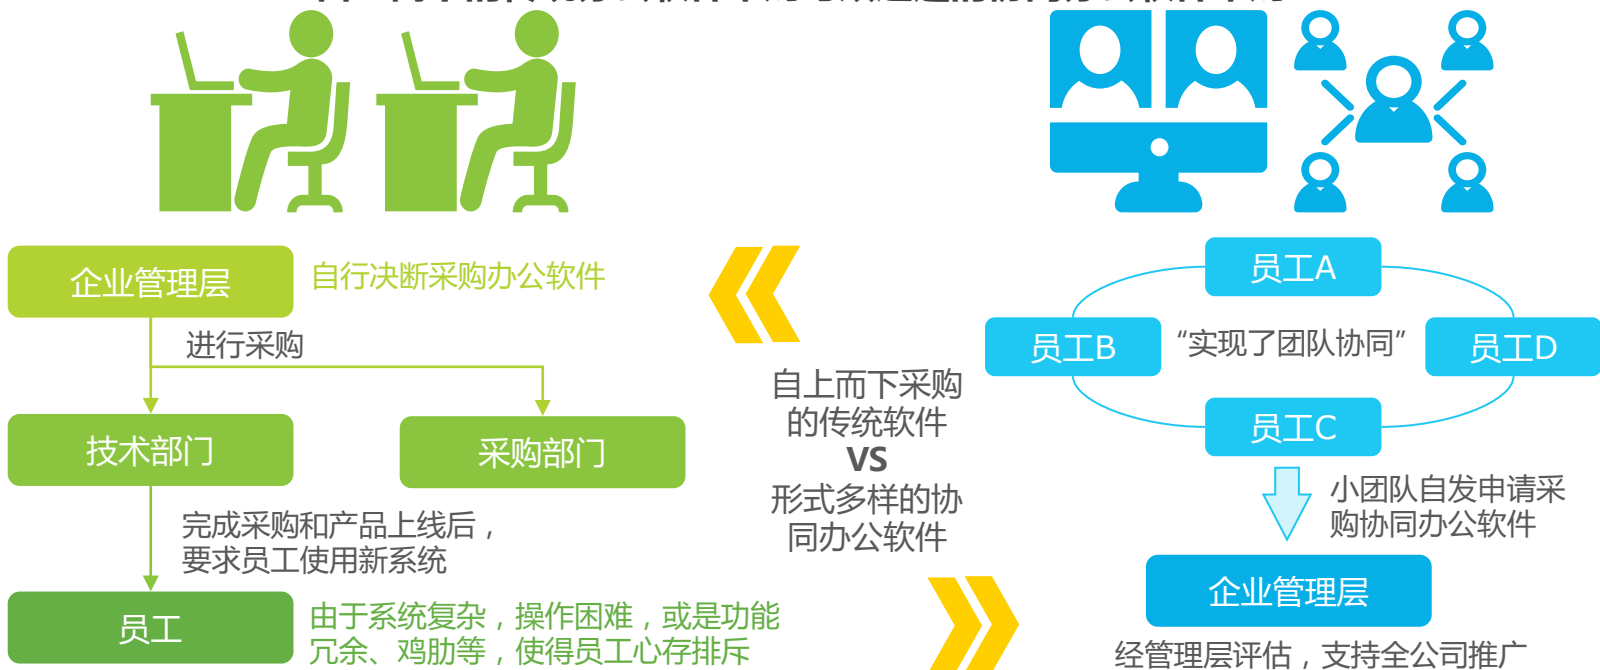 企业管理层
自行决断采购办公软件
进行采购
技术部门
采购部门
完成采购和产品上线后，
要求员工使用新系统
员工
由于系统复杂，操作困难，或是功能
冗余、鸡肋等，使得员工心存排斥
自上而下采购
的传统软件
VS
形式多样的协
同办公软件
员工A
员工B
“实现了团队协同”
员工D
员工C
小团队自发申请采
购协同办公软件
企业管理层
经管理层评估，支持全公司推广